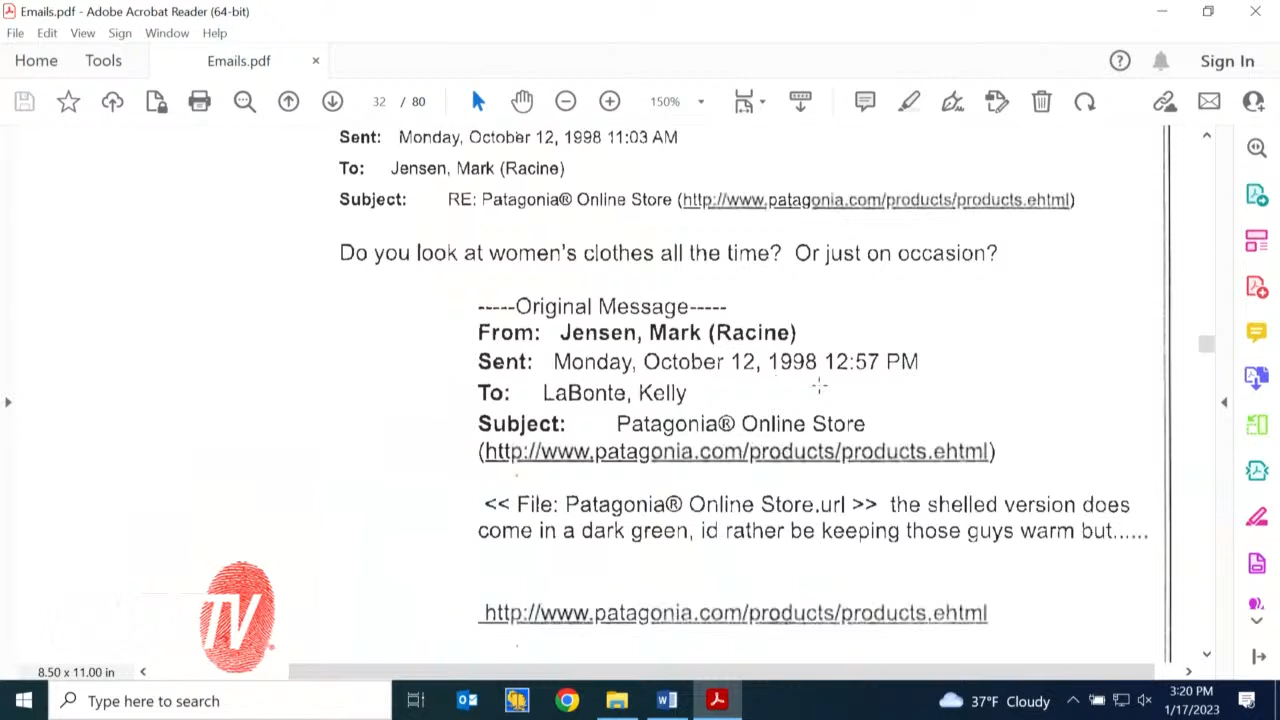 Emails.pdf - Adobe Acrobat Reader (64-bit)
File Edit View Sign Window Help
Home Tools Emails.pdf × Sign In
32 / 80 150%
Sent: Monday, October 12, 1998 11:03 AM
To: Jensen, Mark (Racine)
Subject: RE: Patagonia® Online Store (http://www.patagonia.com/products/products.ehtml)
Do you look at women's clothes all the time? Or just on occasion?
-----Original Message-----
From: Jensen, Mark (Racine)
Sent: Monday, October 12, 1998 12:57 PM
To: LaBonte, Kelly
Subject: Patagonia® Online Store
(http://www.patagonia.com/products/products.ehtml)
<< File: Patagonia® Online Store.url >> the shelled version does
come in a dark green, id rather be keeping those guys warm but......
http://www.patagonia.com/products/products.ehtml
TV
8.50 x 11.00 in
Type here to search
37°F Cloudy
3:20 PM
1/17/2023